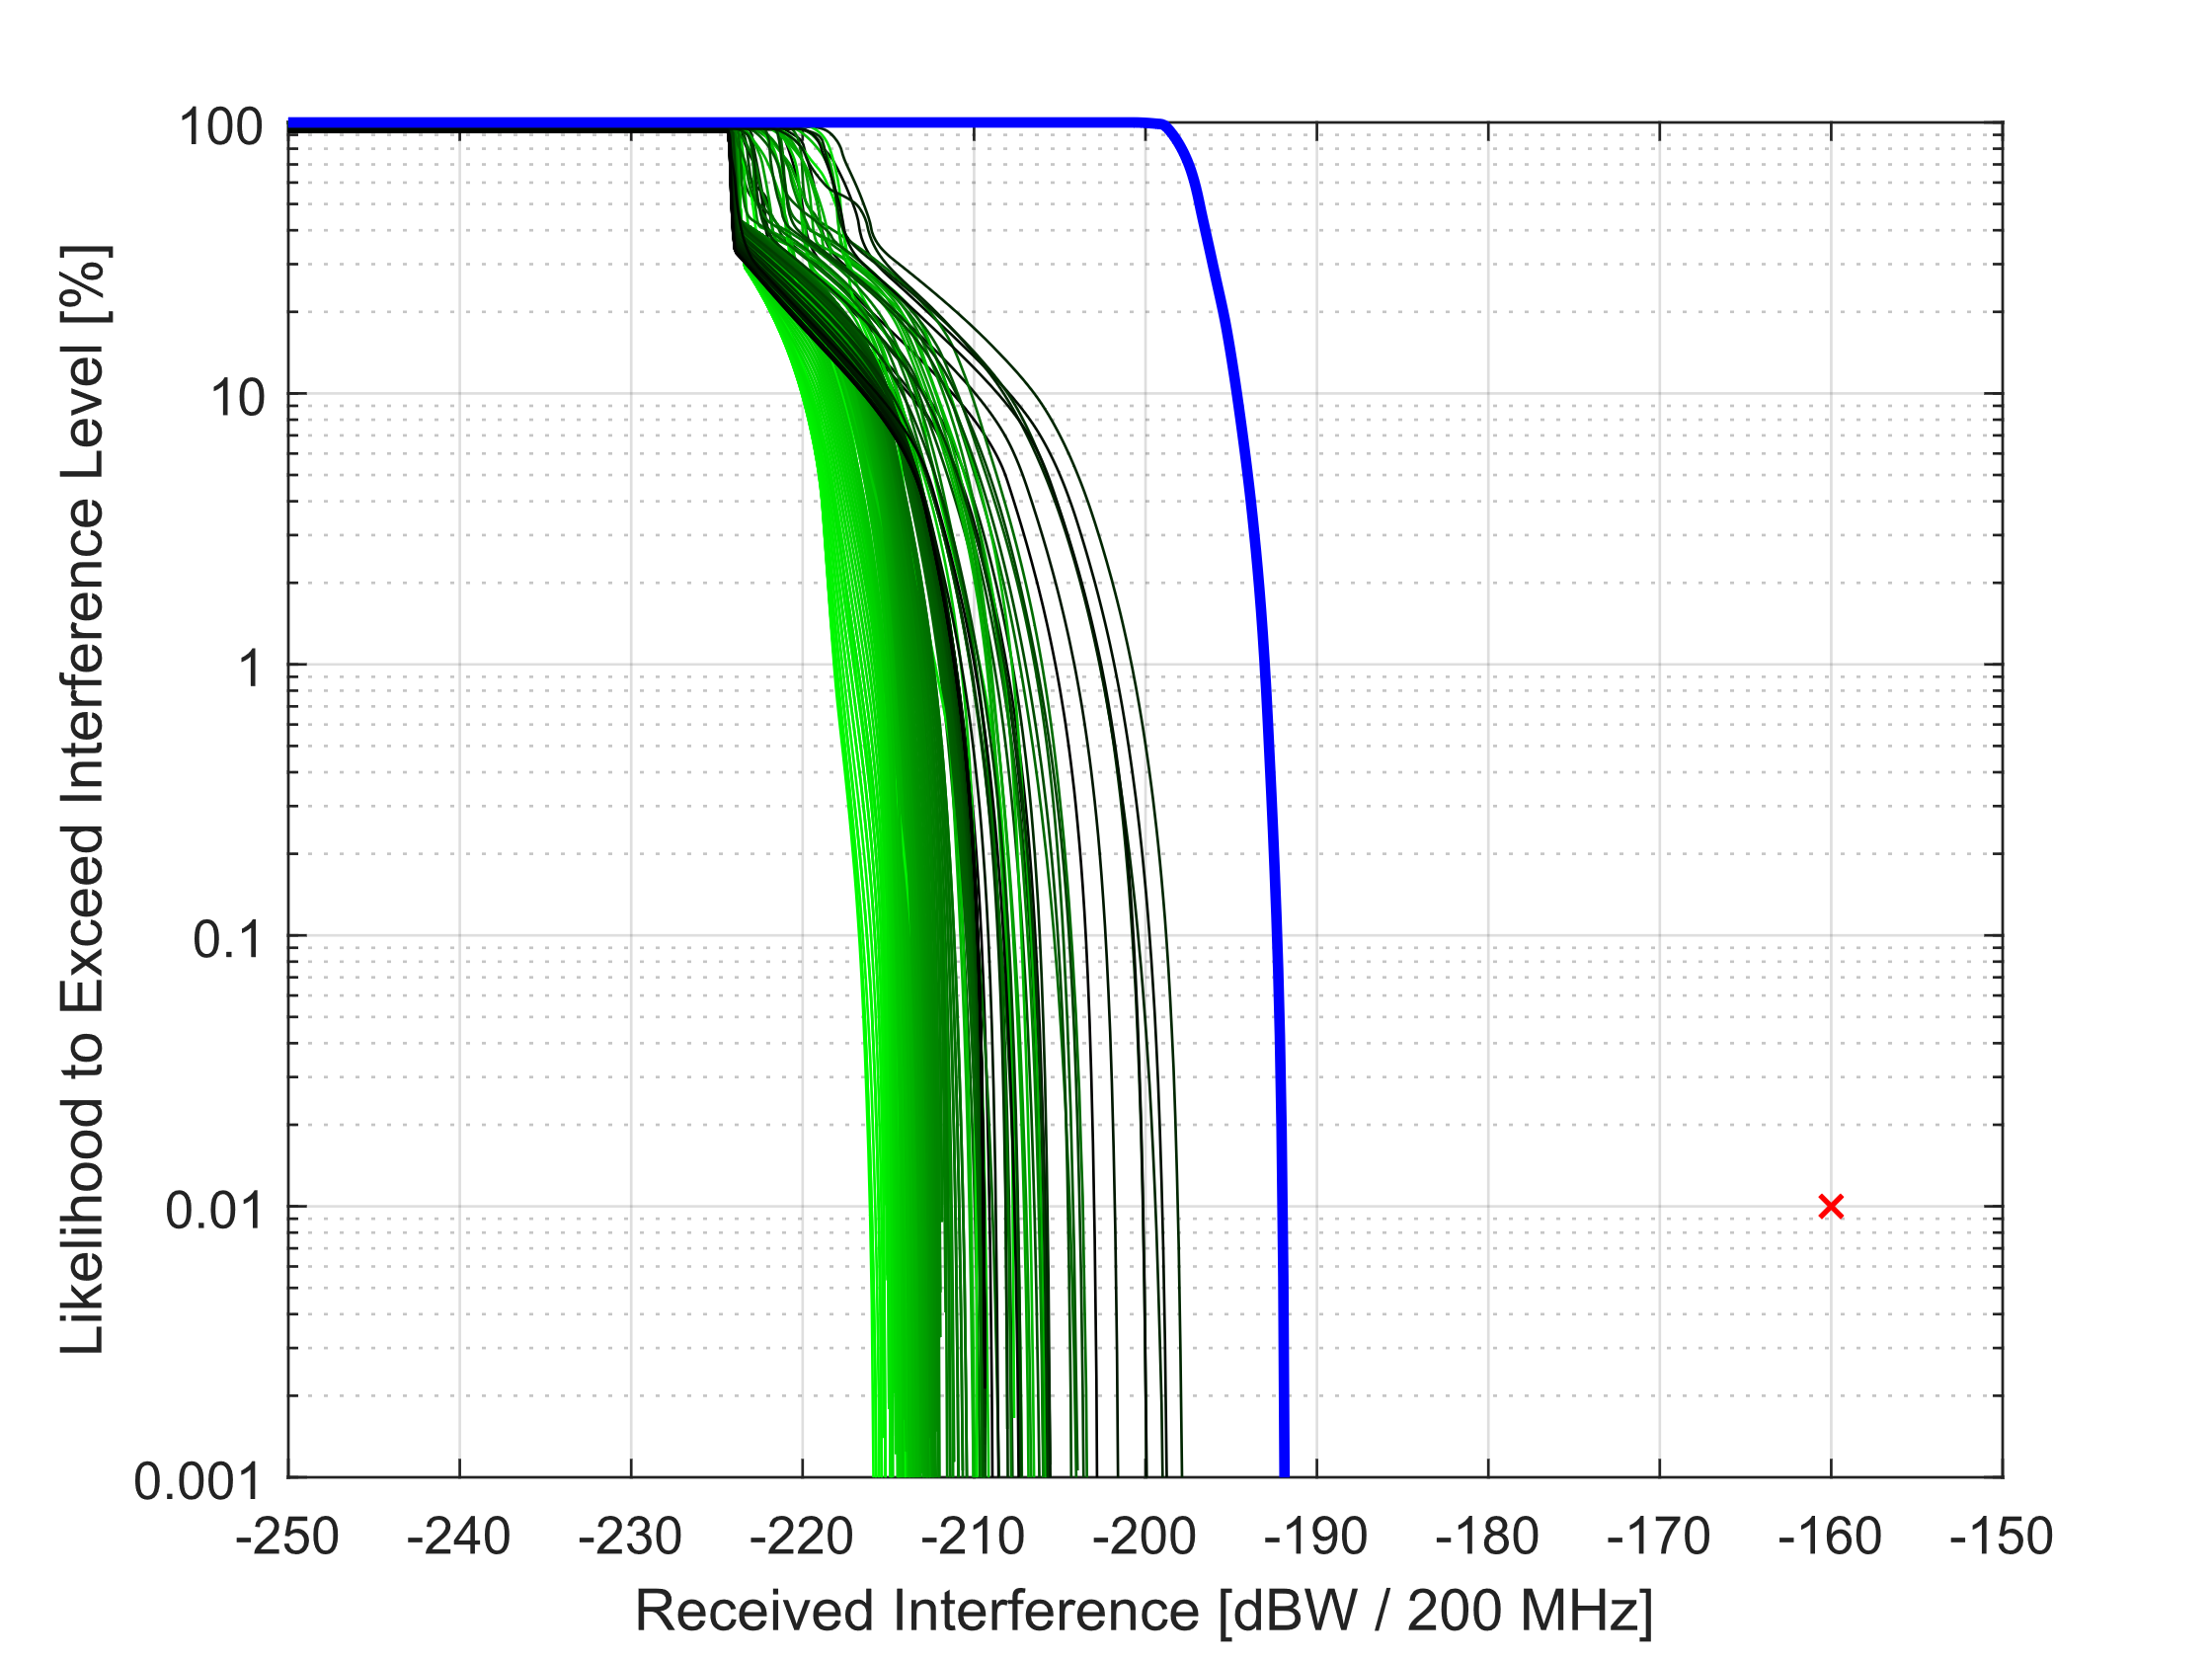 Likelihood to Exceed Interference Level [%]
100
10
1
0.1
0.01
0.001
-250 -240 -230 -220 -210 -200 -190 -180 -170 -160 -150
Received Interference [dBW / 200 MHz]